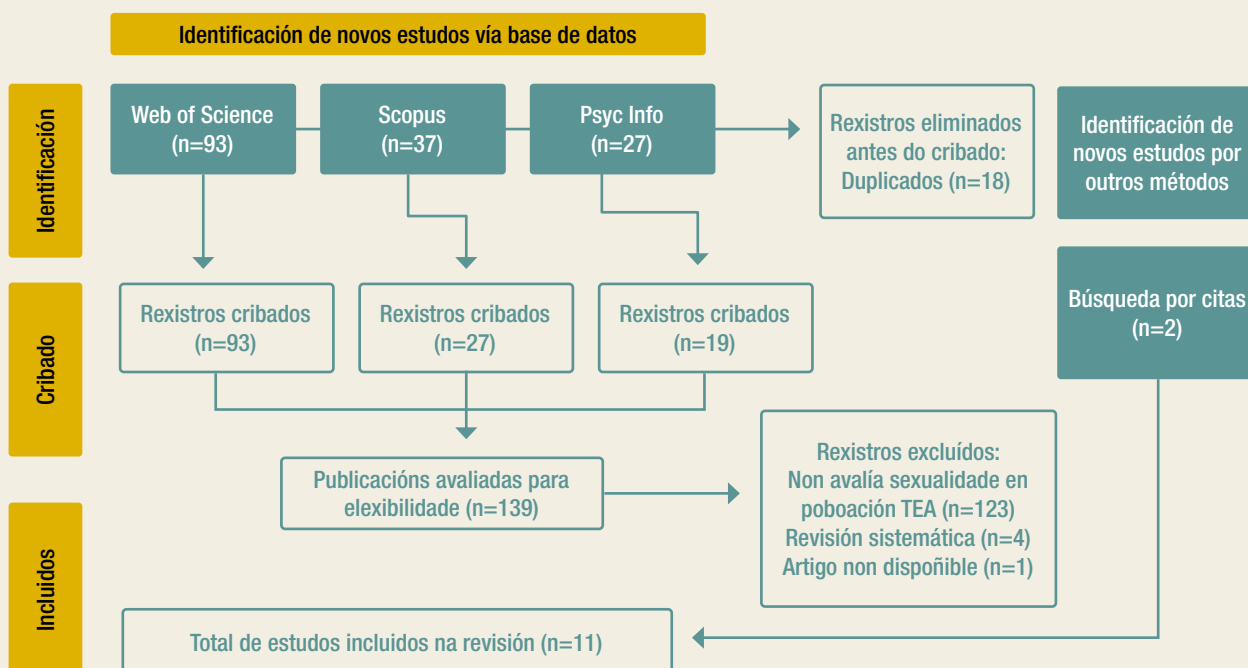 Identificación de novos estudos vía base de datos
Identificación
Web of Science
(n=93)
Scopus
(n=37)
Psyc Info
(n=27)
Rexistros eliminados
antes do cribado:
Duplicados (n=18)
Identificación de
novos estudos por
outros métodos
Cribado
Rexistros cribados
(n=93)
Rexistros cribados
(n=27)
Rexistros cribados
(n=19)
Búsqueda por citas
(n=2)
Publicacións avaliadas para
elexibilidade (n=139)
Rexistros excluídos:
Non avalía sexualidade en
poboación TEA (n=123)
Revisión sistemática (n=4)
Artigo non dispoñible (n=1)
Incluidos
Total de estudos incluidos na revisión (n=11)